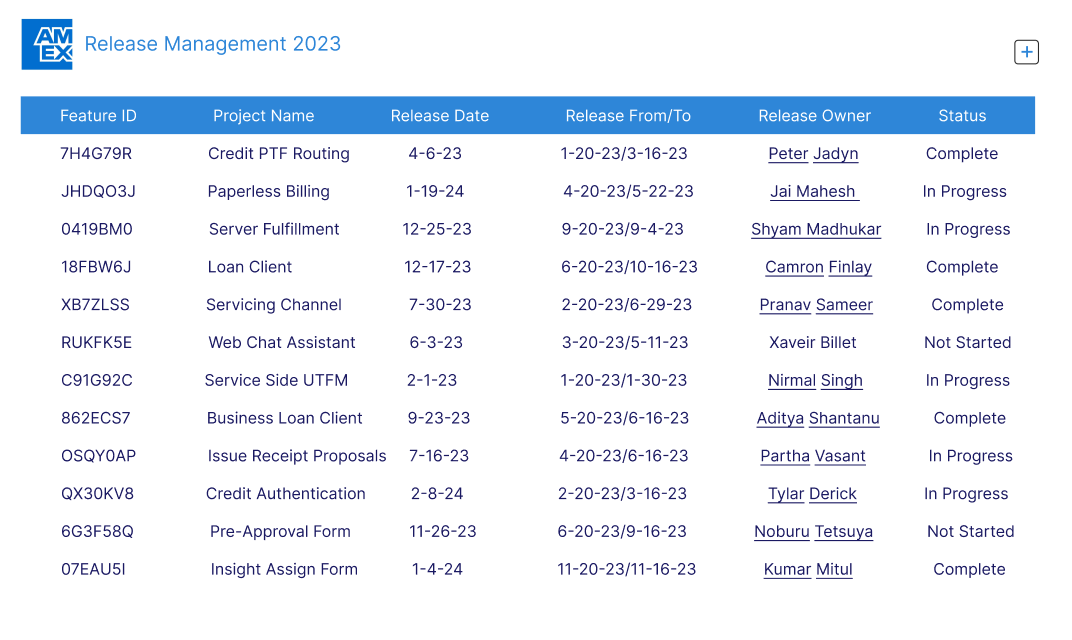 AM
EX
Release Management 2023
+
Feature ID Project Name Release Date Release From/To Release Owner Status
7H4G79R Credit PTF Routing 4-6-23 1-20-23/3-16-23 Peter Jadyn Complete
JHDQO3J Paperless Billing 1-19-24 4-20-23/5-22-23 Jai Mahesh In Progress
0419BM0 Server Fulfillment 12-25-23 9-20-23/9-4-23 Shyam Madhukar In Progress
18FBW6J Loan Client 12-17-23 6-20-23/10-16-23 Camron Finlay Complete
XB7ZLSS Servicing Channel 7-30-23 2-20-23/6-29-23 Pranav Sameer Complete
RUKFK5E Web Chat Assistant 6-3-23 3-20-23/5-11-23 Xaveir Billet Not Started
C91G92C Service Side UTFM 2-1-23 1-20-23/1-30-23 Nirmal Singh In Progress
862ECS7 Business Loan Client 9-23-23 5-20-23/6-16-23 Aditya Shantanu Complete
OSQY0AP Issue Receipt Proposals 7-16-23 4-20-23/6-16-23 Partha Vasant In Progress
QX30KV8 Credit Authentication 2-8-24 2-20-23/3-16-23 Tylar Derick In Progress
6G3F58Q Pre-Approval Form 11-26-23 6-20-23/9-16-23 Noburu Tetsuya Not Started
07EAU5I Insight Assign Form 1-4-24 11-20-23/11-16-23 Kumar Mitul Complete